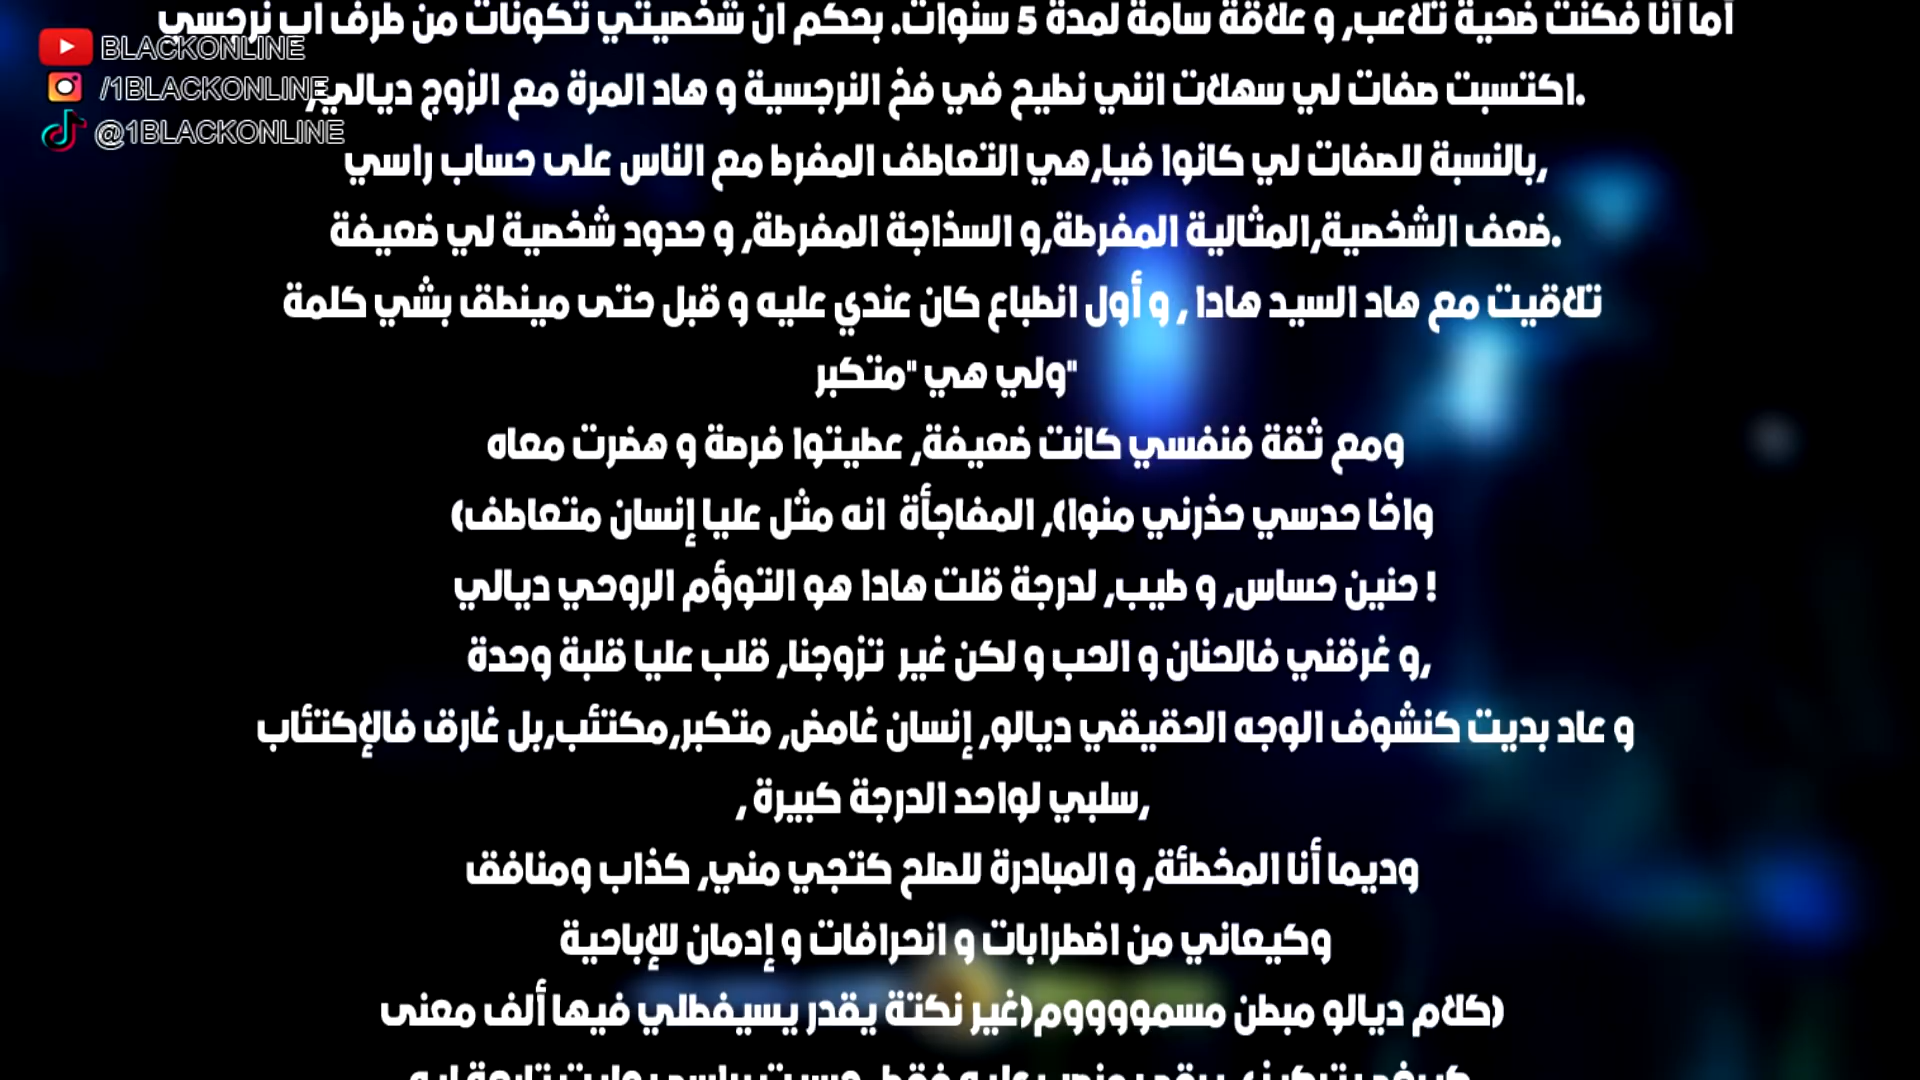 BLACKONLINE
/1BLACKONLINE
@1BLACKONLINE
أما أنا فكنت ضحية تلاعب, و علاقة سامة لمدة 5 سنوات. بحكم ان شخصيتي تكونات من طرف اب نرجسي
اكتسبت صفات لي سهلات انني نطيح في فخ النرجسية و هاد المرة مع الزوج ديالي,.
بالنسبة للصفات لي كانوا فيا,هي التعاطف المفرط مع الناس على حساب راسي,
ضعف الشخصية,المثالية المفرطة,و السذاجة المفرطة, و حدود شخصية لي ضعيفة.
تلاقيت مع هاد السيد هادا , و أول انطباع كان عندي عليه و قبل حتى مينطق بشي كلمة
ولي هي "متكبر"
ومع ثقة فنفسي كانت ضعيفة, عطيتوا فرصة و هضرت معاه
واخا حدسي حذرني منوا), المفاجأة انه مثل عليا إنسان متعاطف)
حنين حساس, و طيب, لدرجة قلت هادا هو التوؤم الروحي ديالي !
و غرقني فالحنان و الحب و لكن غير تزوجنا, قلب عليا قلبة وحدة,
و عاد بديت كنشوف الوجه الحقيقي ديالو, إنسان غامض, متكبر,مكتئب,بل غارق فالإكتئاب
,سلبي لواحد الدرجة كبيرة ,
وديما أنا المخطئة, و المبادرة للصلح كتجي مني, كذاب ومنافق
وكيعاني من اضطرابات و انحرافات و إدمان للإباحية
(كلام ديالو مبطن مسمووووم(غير نكتة يقدر يسيفطلي فيها ألف معنى